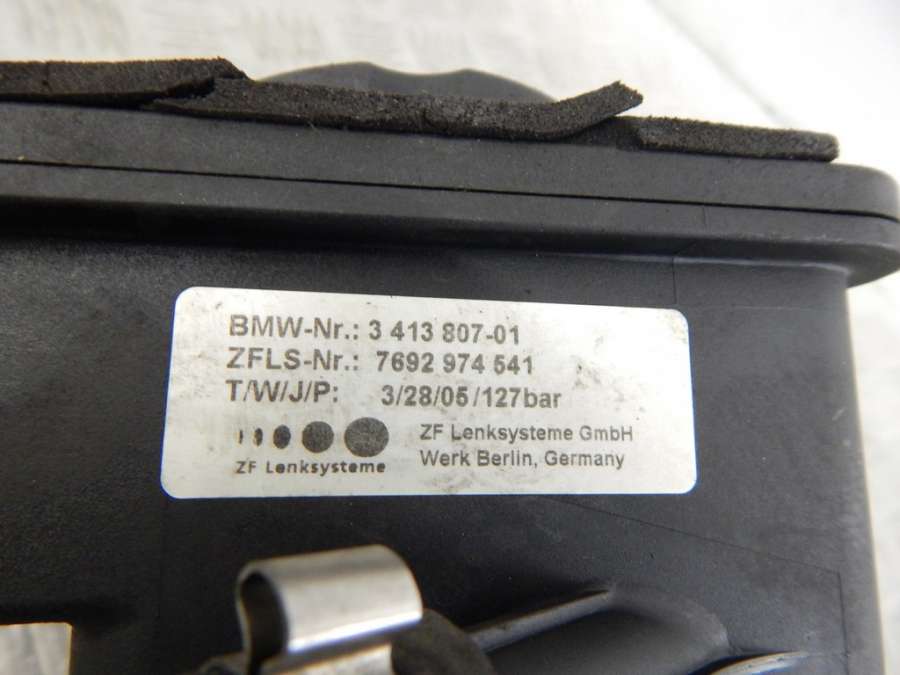 BMW-Nr.: 3 413 807-01
ZFLS-Nr.: 7692 974 541
T/W/J/P: 3/28/05/127bar
ZF Lenksysteme GmbH
ZF Lenksysteme
Werk Berlin, Germany